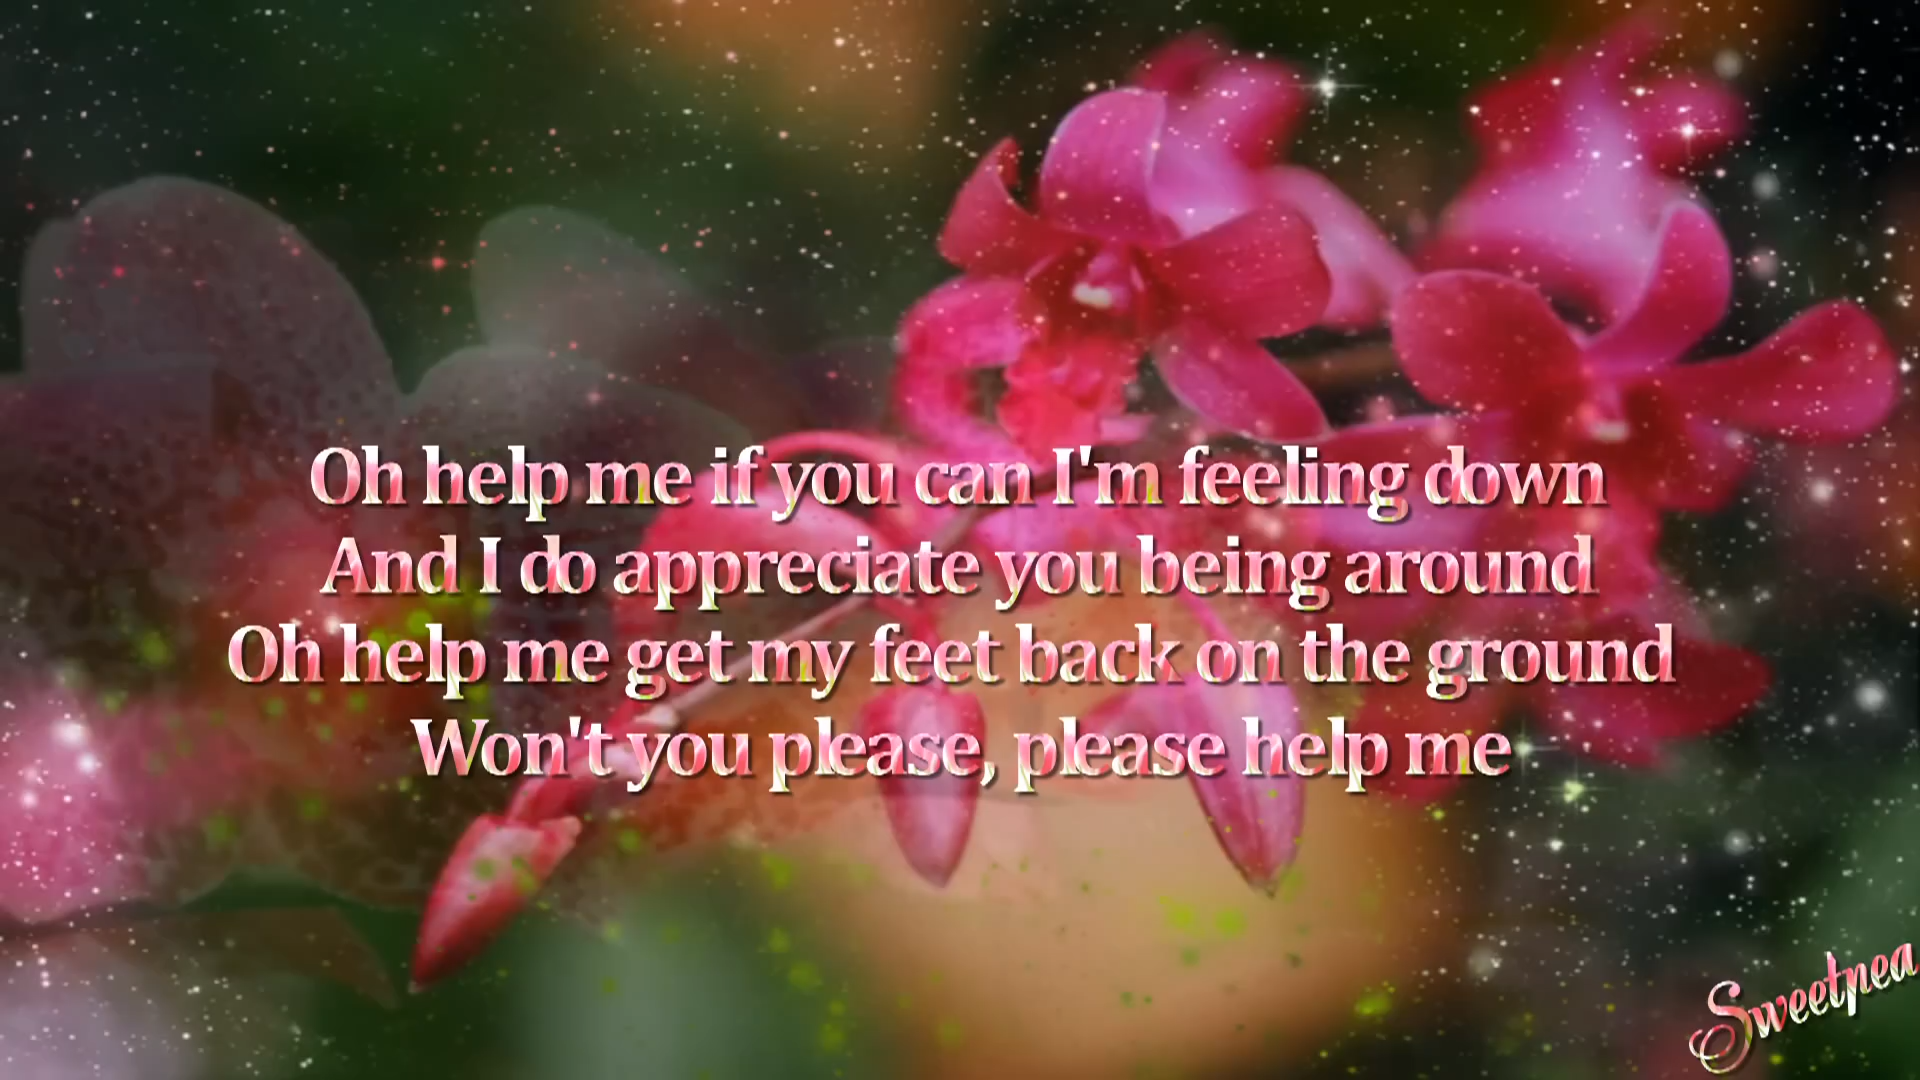 Oh help me if you can I'm feeling down
And I do appreciate you being around
Oh help me get my feet back on the ground
Won't you please, please help me
Sweetpea